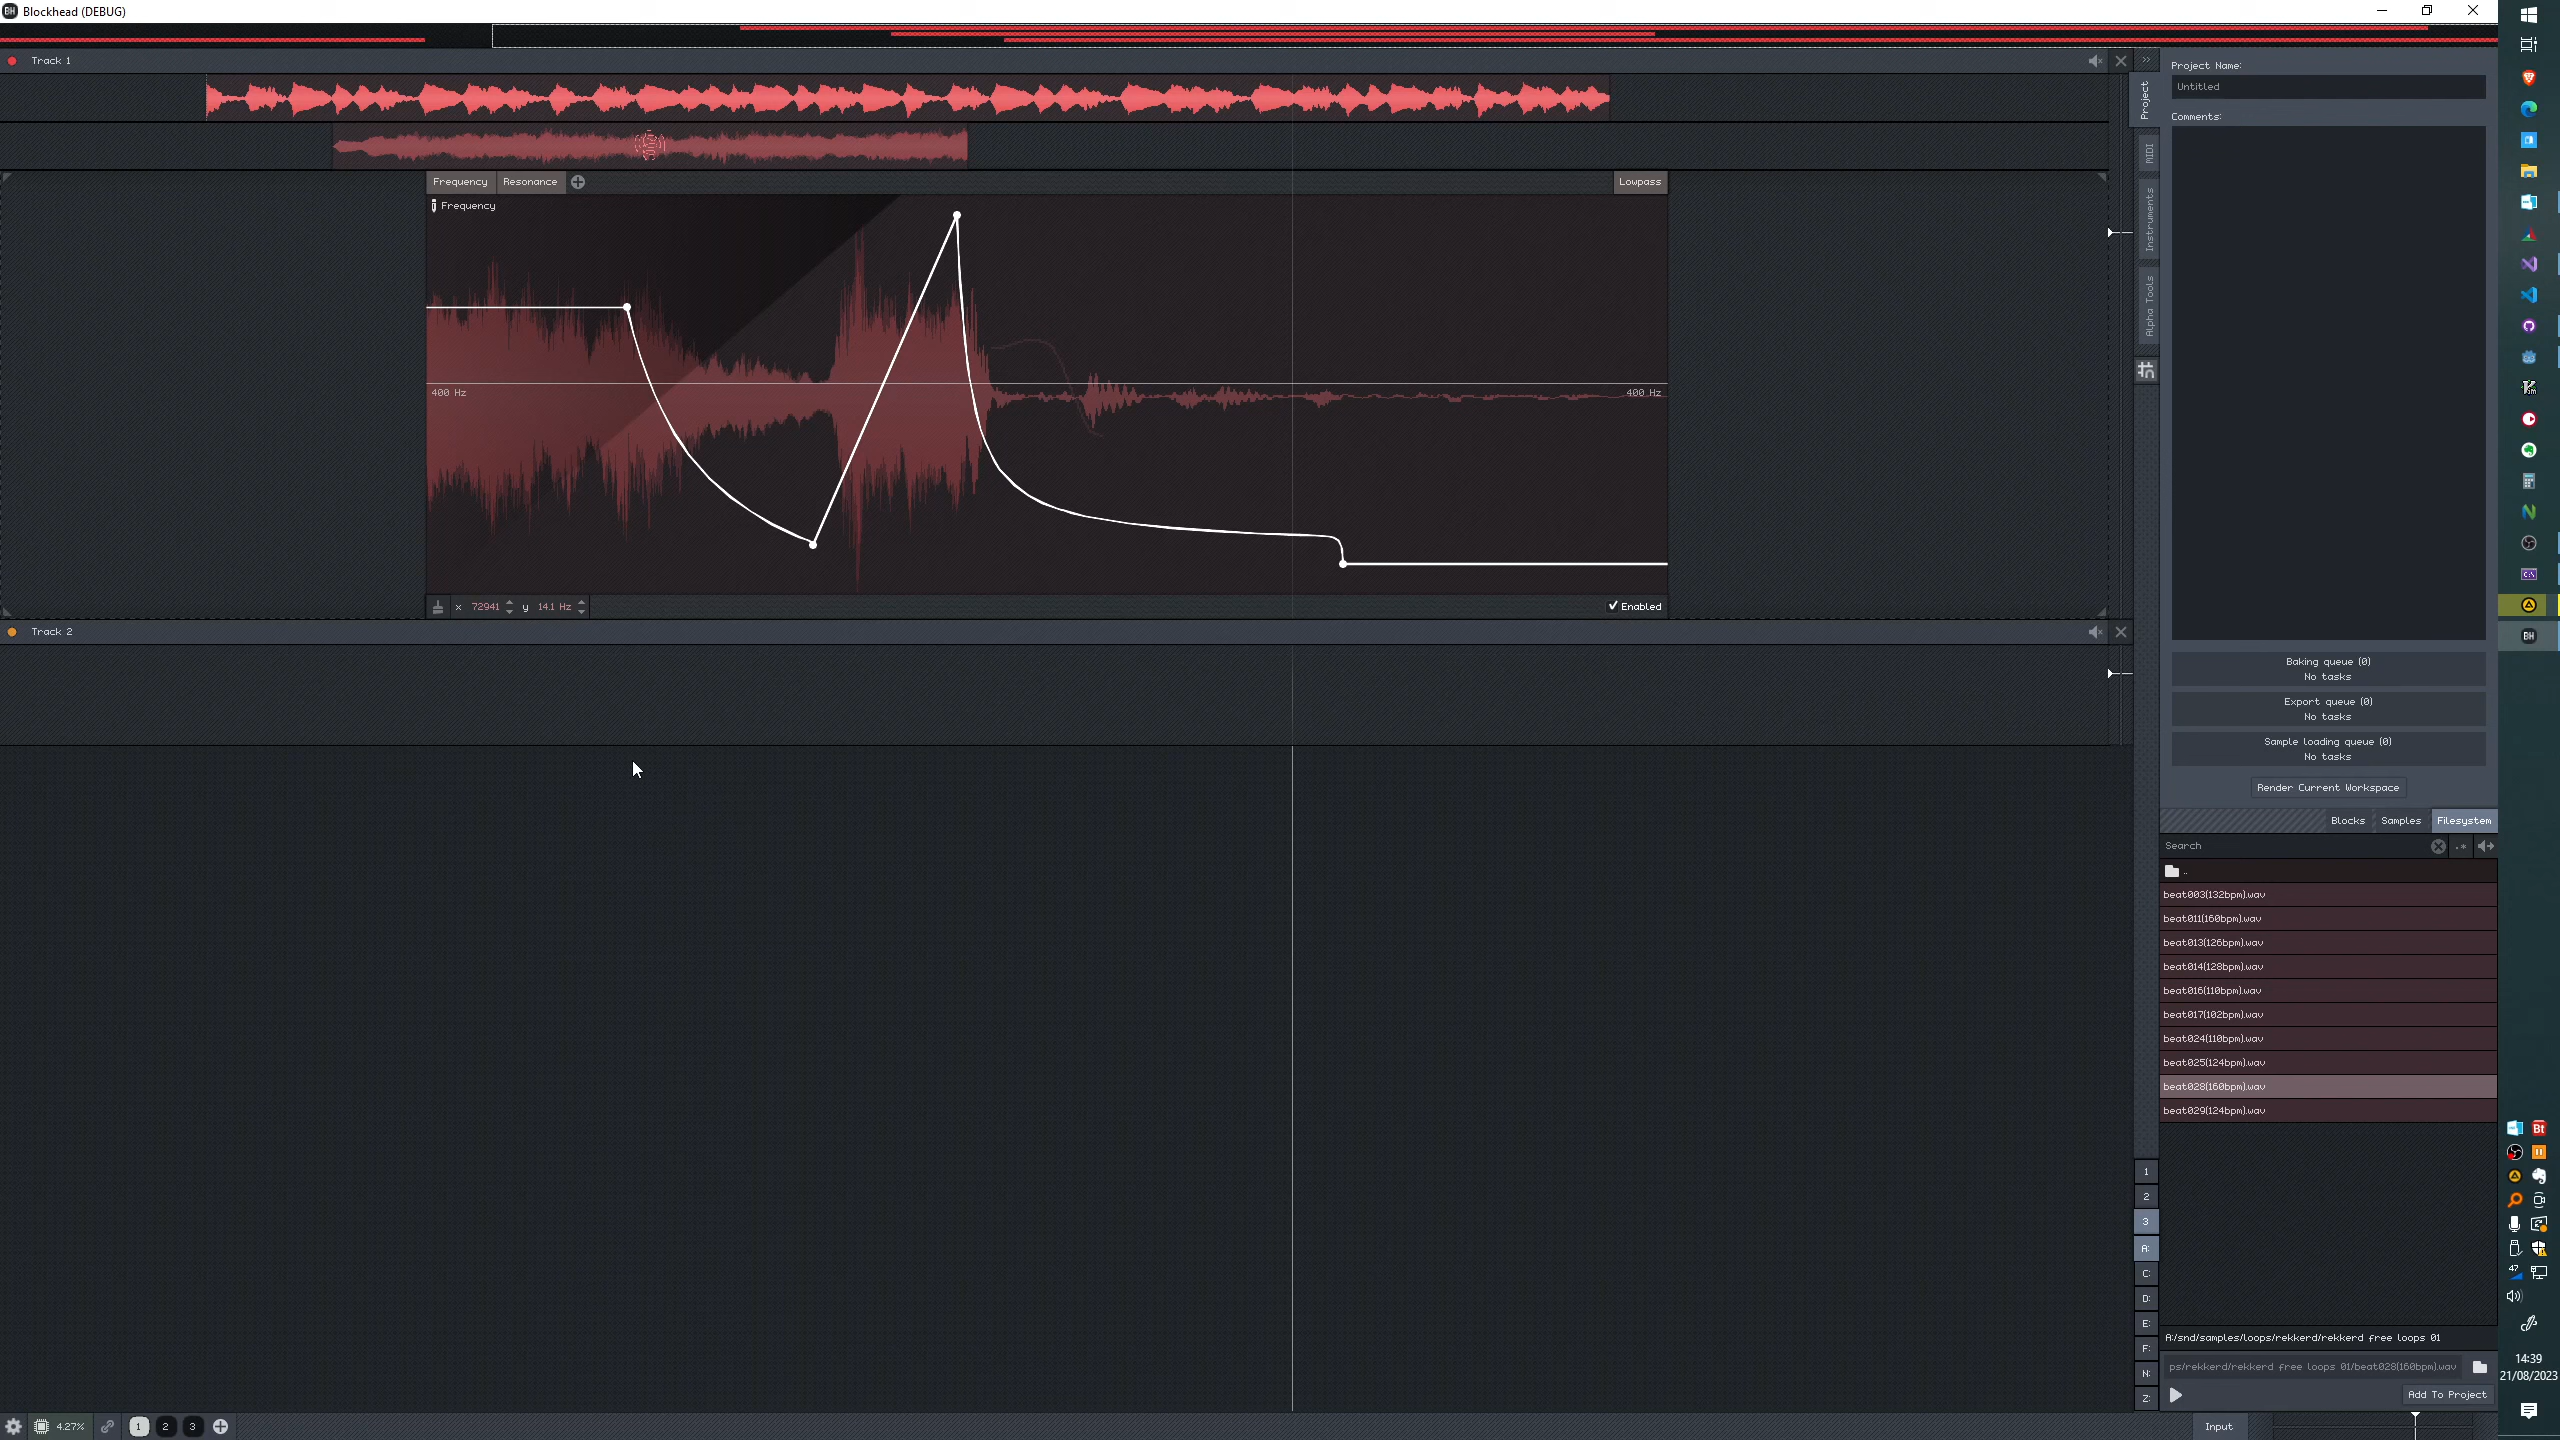 BH Blockhead (DEBUG)
Track 1
Frequency Resonance Lowpass
Frequency
400 Hz 400 Hz
x 72941 y 141 Hz Enabled
Track 2
Project Name:
Untitled
Comments:
Project
MIDI
Instruments
Alpha Tools
Baking queue (0)
No tasks
Export queue (0)
No tasks
Sample loading queue (0)
No tasks
Render Current Workspace
Blocks Samples Filesystem
Search .*
..
beat003(132bpm).wav
beat011(160bpm).wav
beat013(126bpm).wav
beat014(128bpm).wav
beat016(110bpm).wav
beat017(102bpm).wav
beat024(110bpm).wav
beat025(124bpm).wav
beat028(160bpm).wav
beat029(124bpm).wav
1
2
3
A:
C:
D:
E:
F:
N:
Z:
A:/snd/samples/loops/rekkerd/rekkerd free loops 01
ps/rekkerd/rekkerd free loops 01/beat028(160bpm).wav
Add To Project
4.27% 1 2 3
Input
BH
Bt
47
14:39
21/08/2023